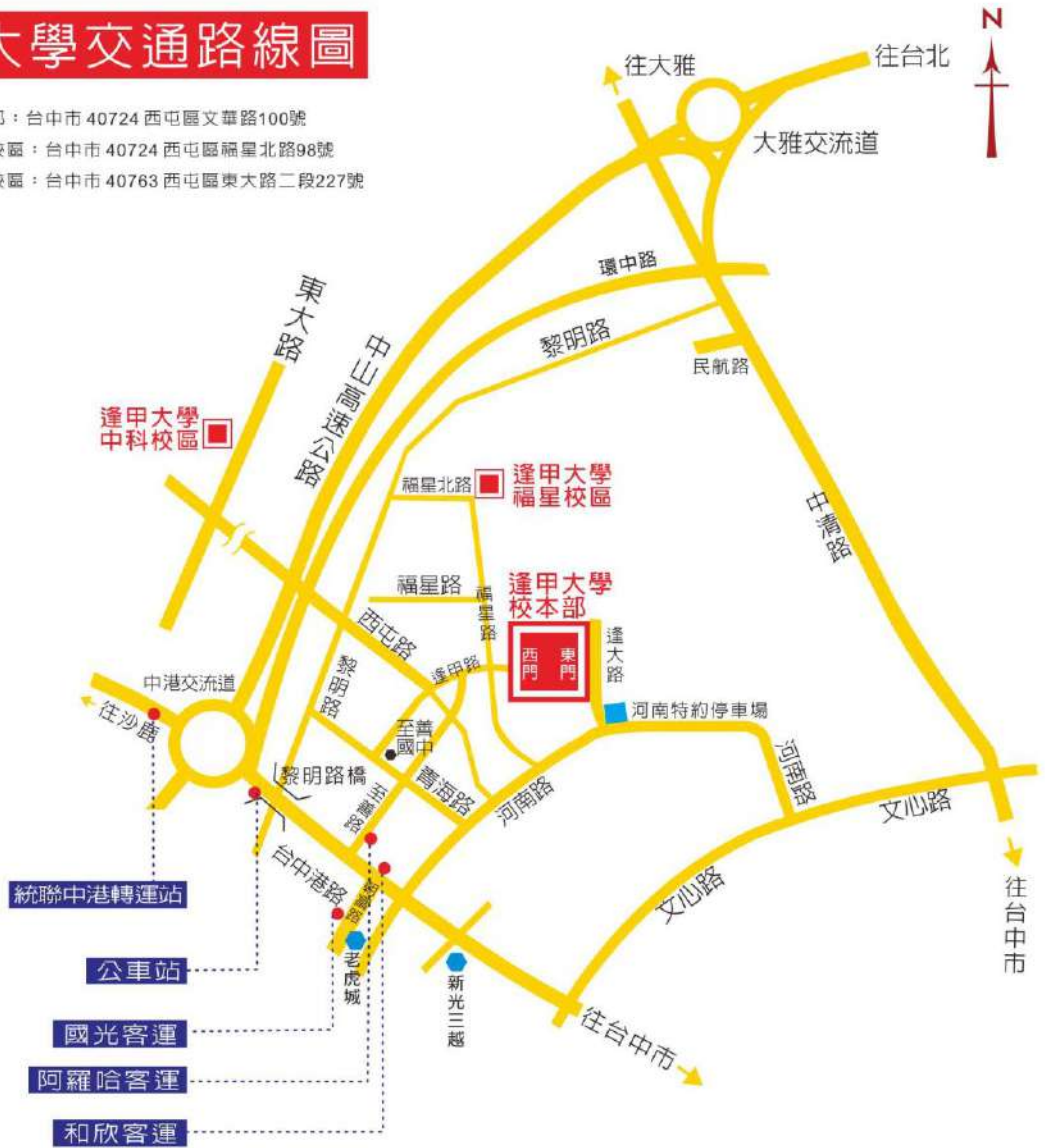 大學交通路線圖
部：台中市 40724 西屯區文華路100號
校區：台中市 40724 西屯區福星北路98號
校區：台中市 40763 西屯區東大路二段227號
N
往大雅
往台北
大雅交流道
環中路
黎明路
民航路
東大路
中山高速公路
逢甲大學
中科校區
福星北路
逢甲大學
福星校區
中清路
福星路
福星路
逢甲大學
校本部
西門
東門
逢大路
西屯路
逢甲路
黎明路
河南特約停車場
中港交流道
往沙鹿
至善國中
黎明路橋
青海路
至善路
河南路
河南路
文心路
文心路
台中港路
統聯中港轉運站
公車站
國光客運
阿羅哈客運
和欣客運
老虎城
新光三越
往台中市
往台中市